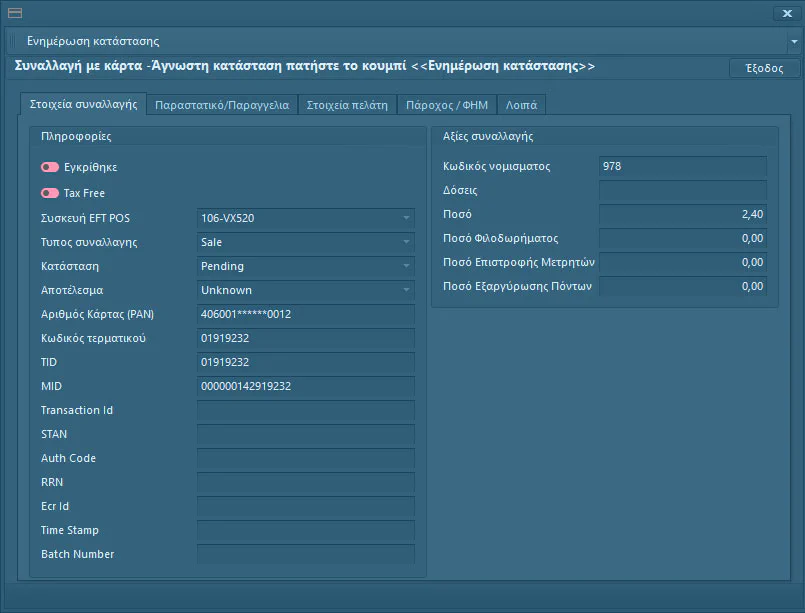 Ενημέρωση κατάστασης
Συναλλαγή με κάρτα -Άγνωστη κατάσταση πατήστε το κουμπί <<Ενημέρωση κατάστασης>>
Έξοδος
Στοιχεία συναλλαγής Παραστατικό/Παραγγελια Στοιχεία πελάτη Πάροχος / ΦΗΜ Λοιπά
Πληροφορίες
Εγκρίθηκε
Tax Free
Συσκευή EFT POS 106-VX520
Τυπος συναλλαγης Sale
Κατάσταση Pending
Αποτέλεσμα Unknown
Αριθμός Κάρτας (PAN) 406001******0012
Κωδικός τερματικού 01919232
TID 01919232
MID 000000142919232
Transaction Id
STAN
Auth Code
RRN
Ecr Id
Time Stamp
Batch Number
Αξίες συναλλαγής
Κωδικός νομισματος 978
Δόσεις
Ποσό 2,40
Ποσό Φιλοδωρήματος 0,00
Ποσό Επιστροφής Μετρητών 0,00
Ποσό Εξαργύρωσης Πόντων 0,00